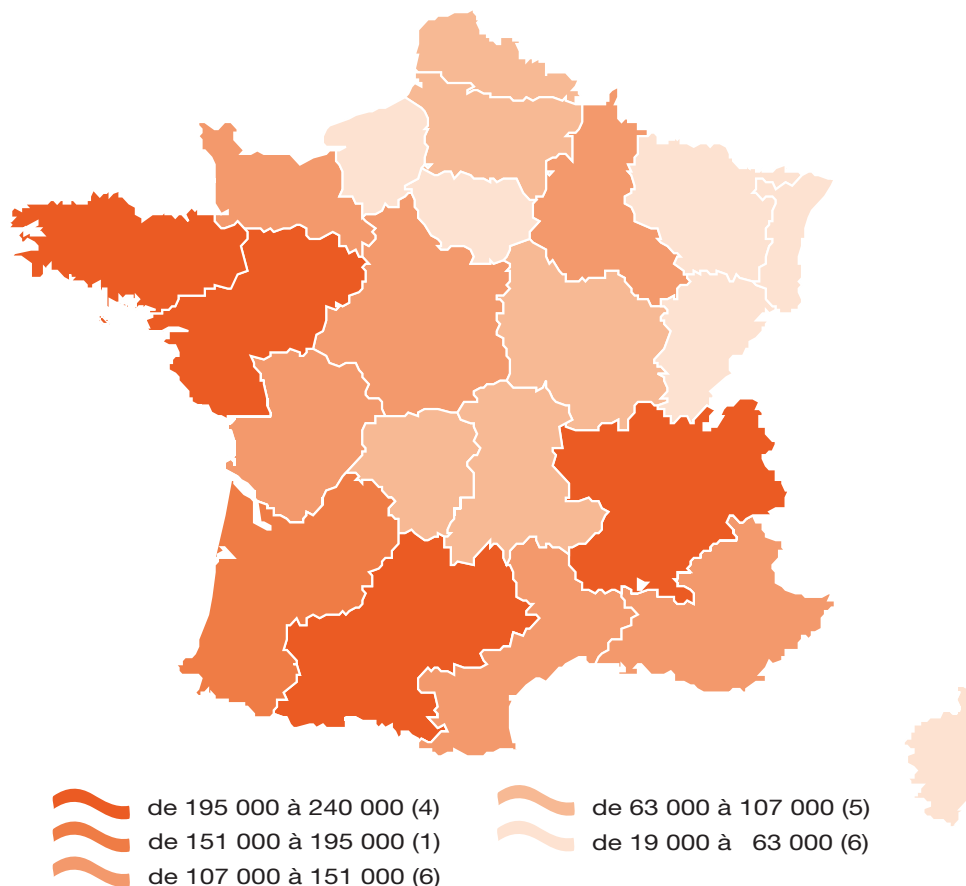 de 195 000 à 240 000 (4)
de 151 000 à 195 000 (1)
de 107 000 à 151 000 (6)
de 63 000 à 107 000 (5)
de 19 000 à 63 000 (6)